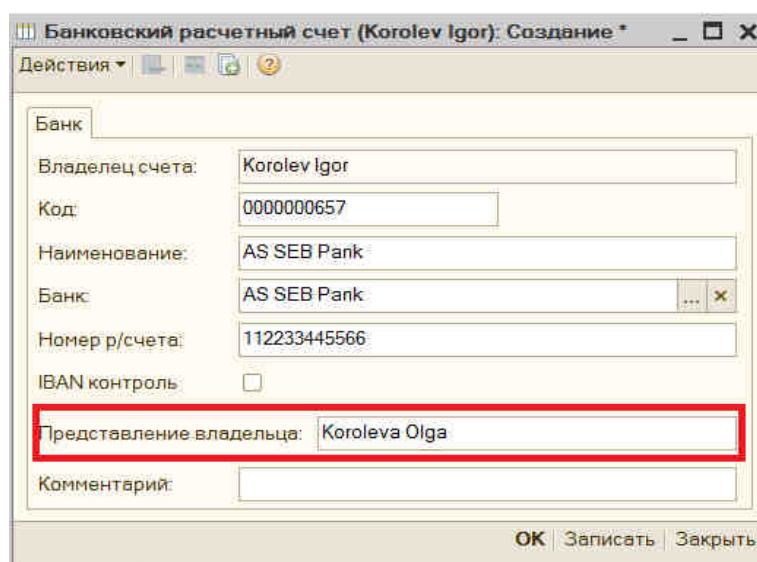 Банковский расчетный счет (Korolev Igor): Создание *
Действия
Банк
Владелец счета: Korolev Igor
Код: 0000000657
Наименование: AS SEB Pank
Банк: AS SEB Pank ...
Номер р/счета: 112233445566
IBAN контроль
Представление владельца: Koroleva Olga
Комментарий:
OK Записать Закрыть